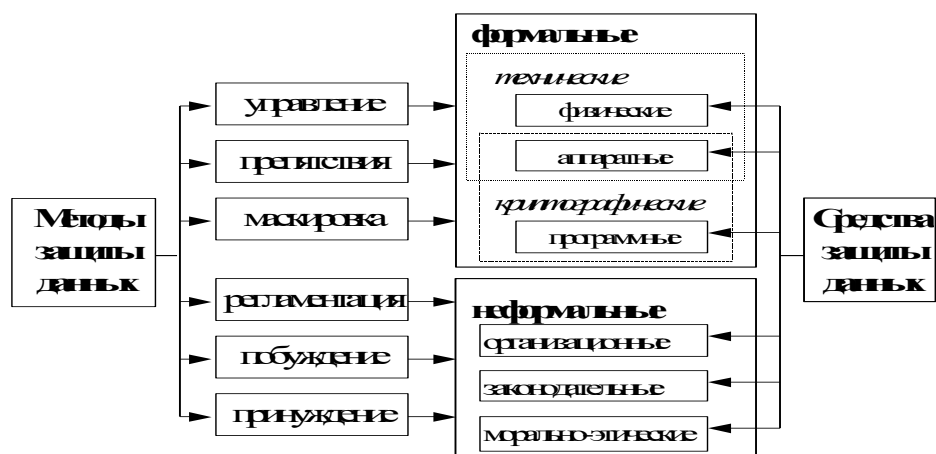 Методы
защиты
данных
управление
препятствия
маскировка
регламентация
побуждение
принуждение
формальные
технические
физические
аппаратные
криптографические
программные
неформальные
организационные
законодательные
морально-этические
Средства
защиты
данных